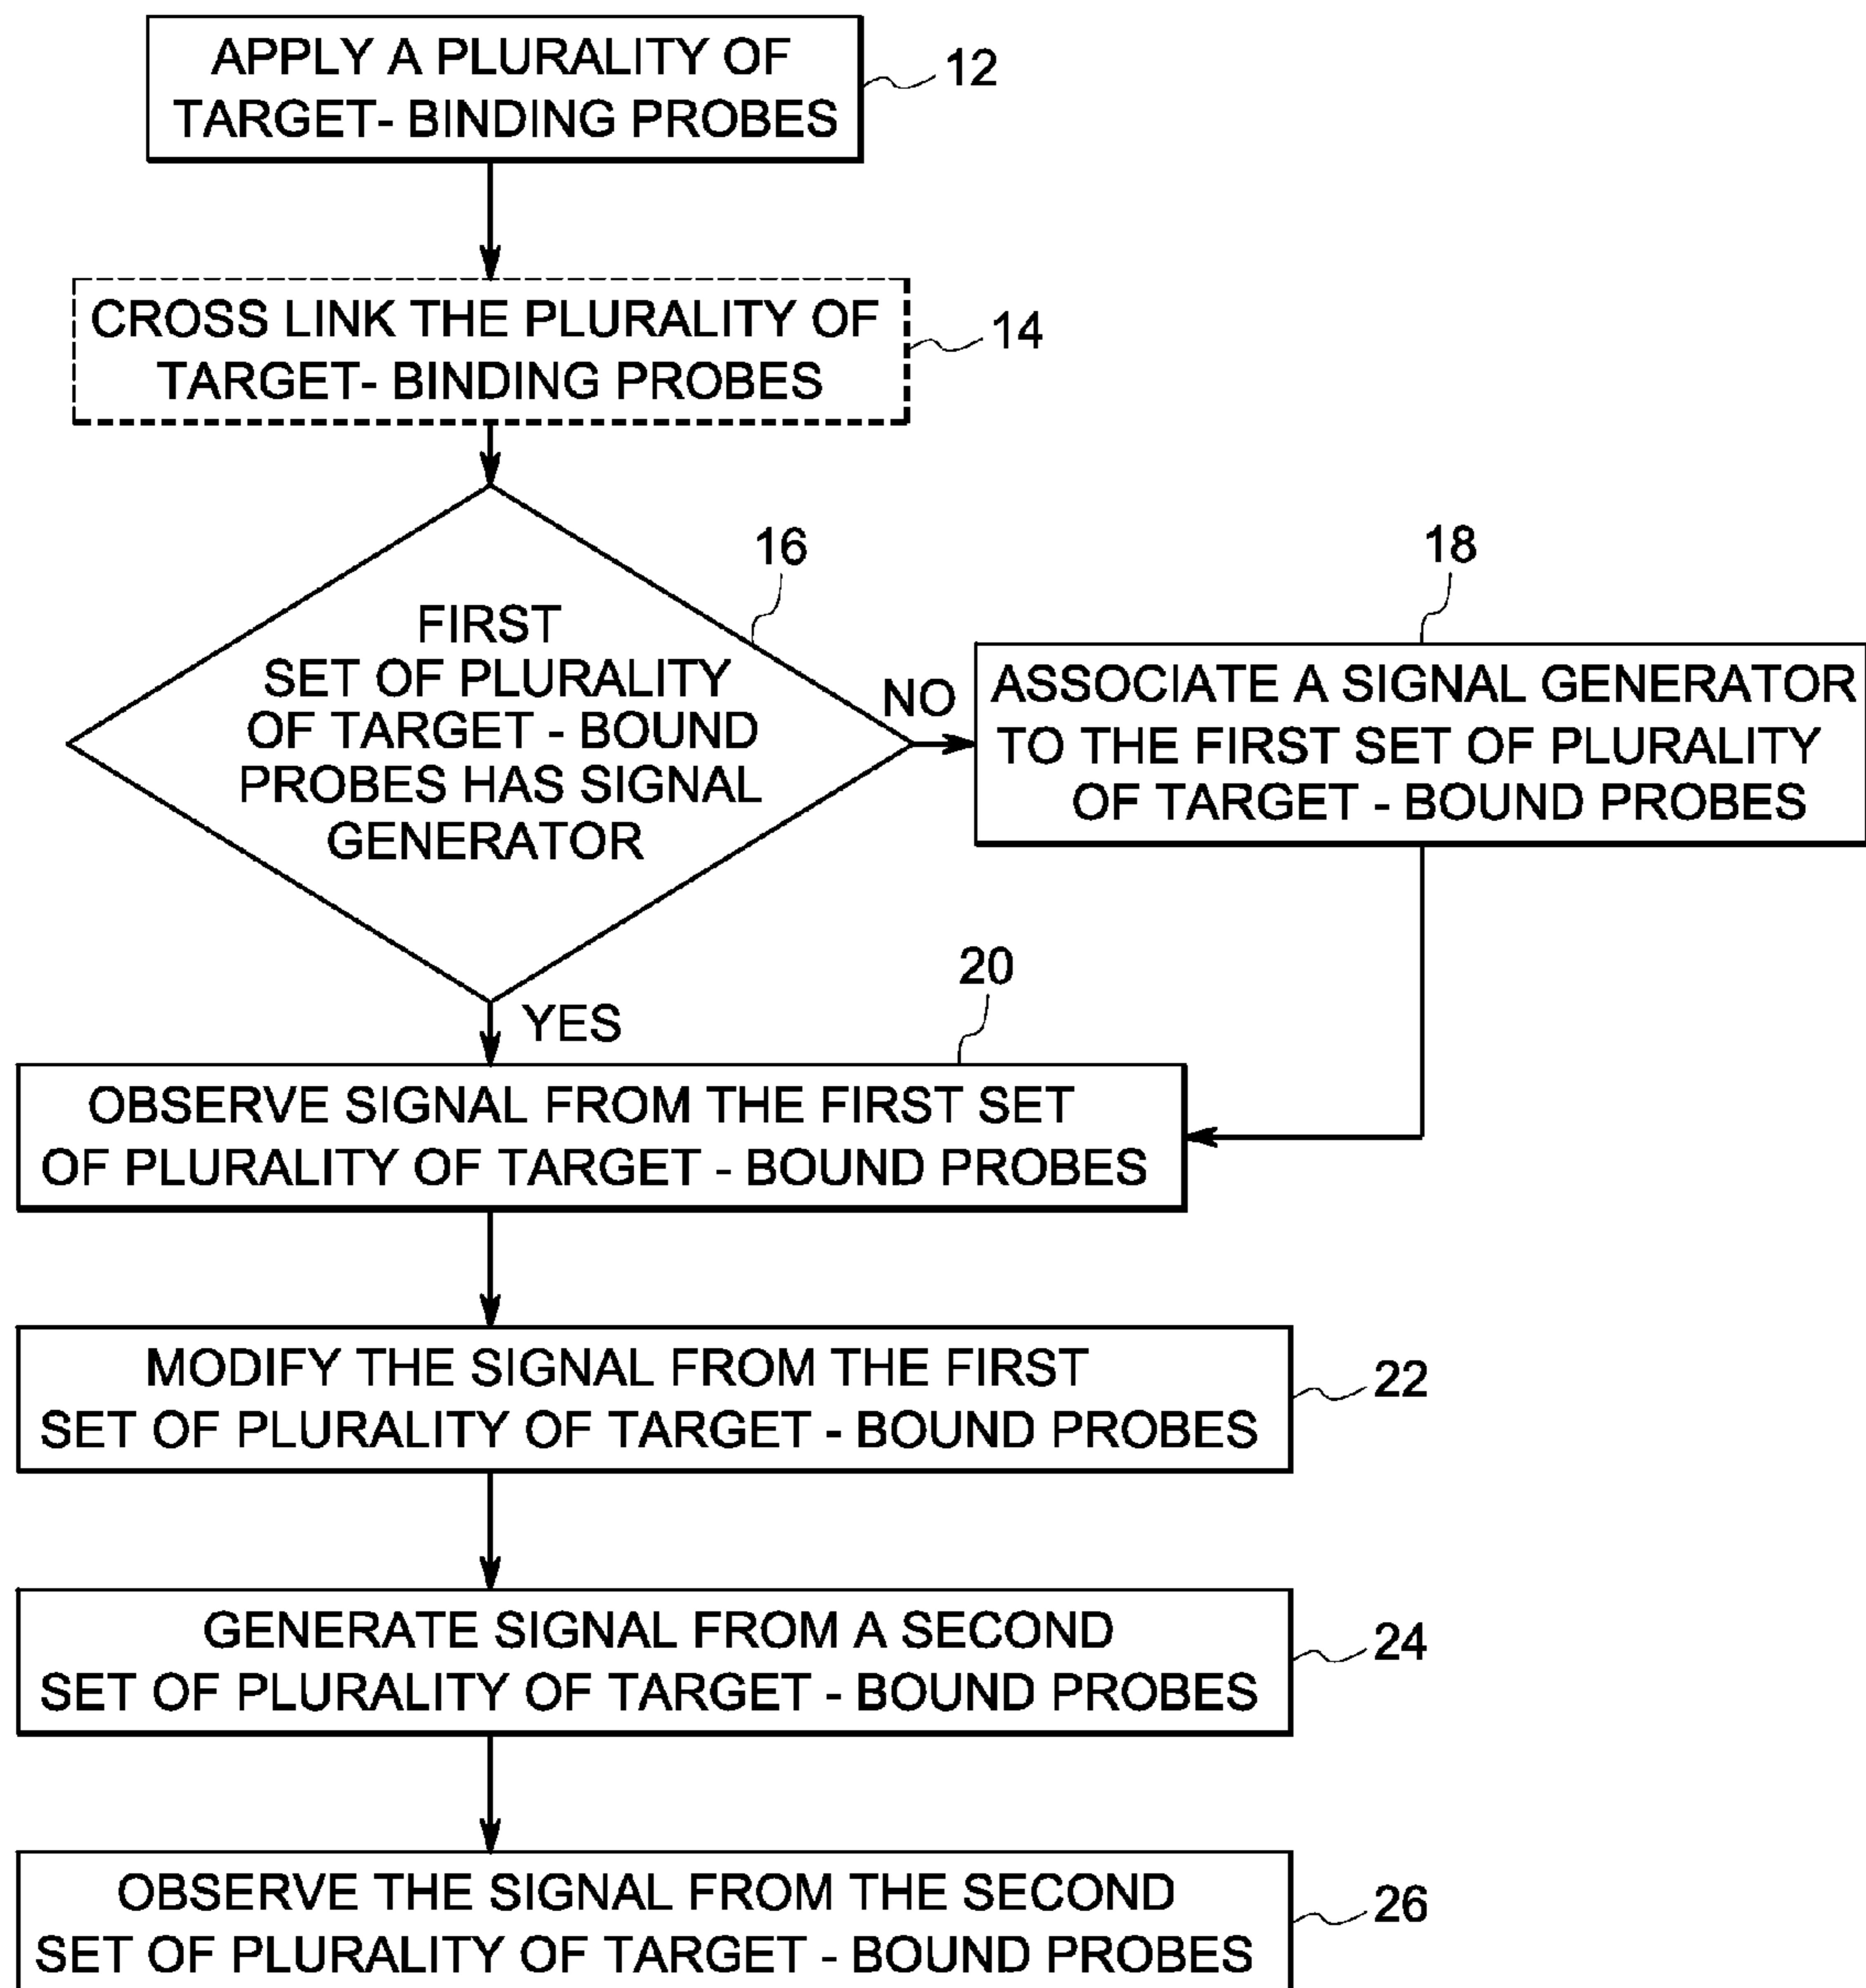 APPLY A PLURALITY OF
TARGET- BINDING PROBES
12
CROSS LINK THE PLURALITY OF
TARGET- BINDING PROBES
14
16
FIRST
SET OF PLURALITY
OF TARGET - BOUND
PROBES HAS SIGNAL
GENERATOR
NO
18
ASSOCIATE A SIGNAL GENERATOR
TO THE FIRST SET OF PLURALITY
OF TARGET - BOUND PROBES
YES
20
OBSERVE SIGNAL FROM THE FIRST SET
OF PLURALITY OF TARGET - BOUND PROBES
MODIFY THE SIGNAL FROM THE FIRST
SET OF PLURALITY OF TARGET - BOUND PROBES
22
GENERATE SIGNAL FROM A SECOND
SET OF PLURALITY OF TARGET - BOUND PROBES
24
OBSERVE THE SIGNAL FROM THE SECOND
SET OF PLURALITY OF TARGET - BOUND PROBES
26